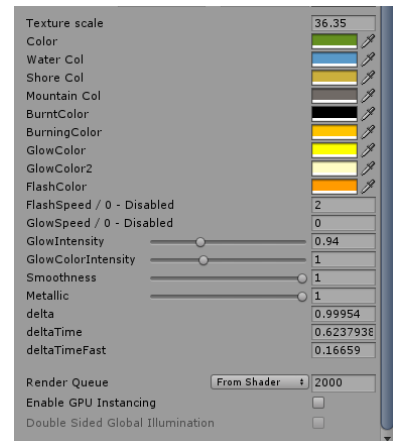 Texture scale 36.35
Color
Water Col
Shore Col
Mountain Col
BurntColor
BurningColor
GlowColor
GlowColor2
FlashColor
FlashSpeed / 0 - Disabled 2
GlowSpeed / 0 - Disabled 0
GlowIntensity 0.94
GlowColorIntensity 1
Smoothness 1
Metallic 1
delta 0.99954
deltaTime 0.6237938
deltaTimeFast 0.16659
Render Queue From Shader 2000
Enable GPU Instancing
Double Sided Global Illumination